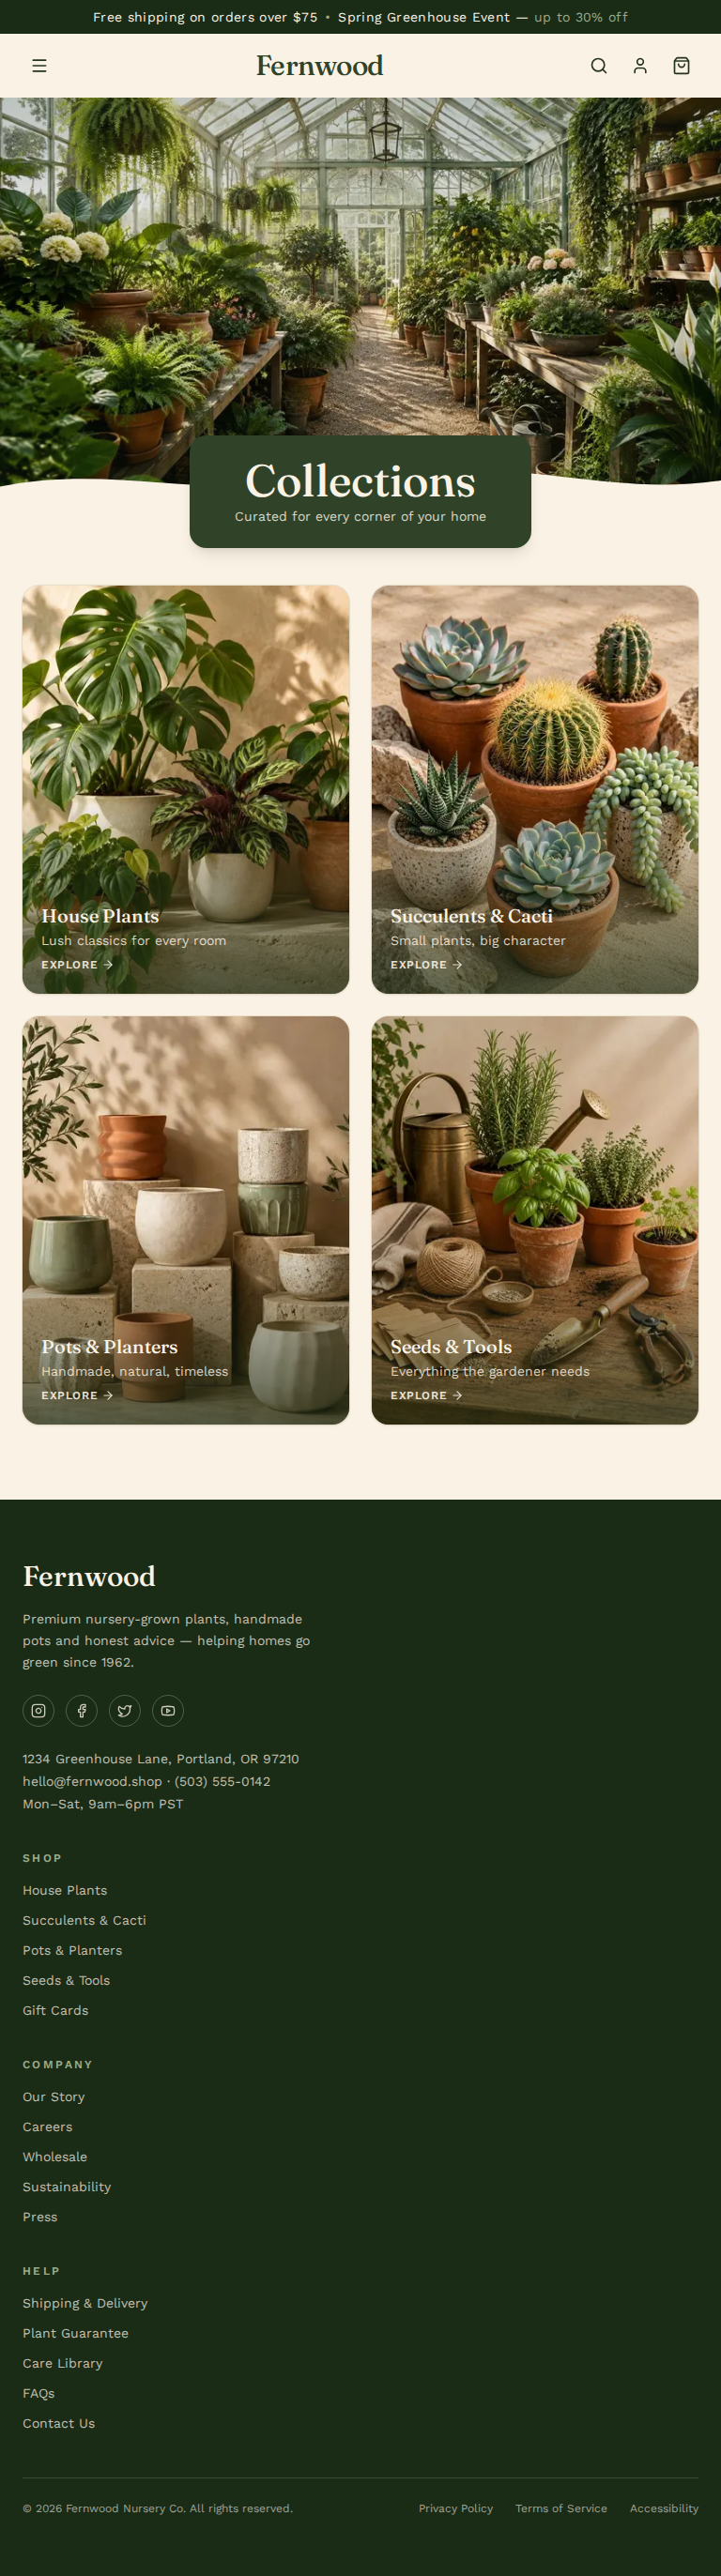 Free shipping on orders over $75 • Spring Greenhouse Event — up to 30% off
Fernwood
Collections
Curated for every corner of your home
House Plants
Lush classics for every room
EXPLORE →
Succulents & Cacti
Small plants, big character
EXPLORE →
Pots & Planters
Handmade, natural, timeless
EXPLORE →
Seeds & Tools
Everything the gardener needs
EXPLORE →
Fernwood
Premium nursery-grown plants, handmade
pots and honest advice — helping homes go
green since 1962.
1234 Greenhouse Lane, Portland, OR 97210
hello@fernwood.shop · (503) 555-0142
Mon–Sat, 9am–6pm PST
SHOP
House Plants
Succulents & Cacti
Pots & Planters
Seeds & Tools
Gift Cards
COMPANY
Our Story
Careers
Wholesale
Sustainability
Press
HELP
Shipping & Delivery
Plant Guarantee
Care Library
FAQs
Contact Us
© 2026 Fernwood Nursery Co. All rights reserved.
Privacy Policy
Terms of Service
Accessibility